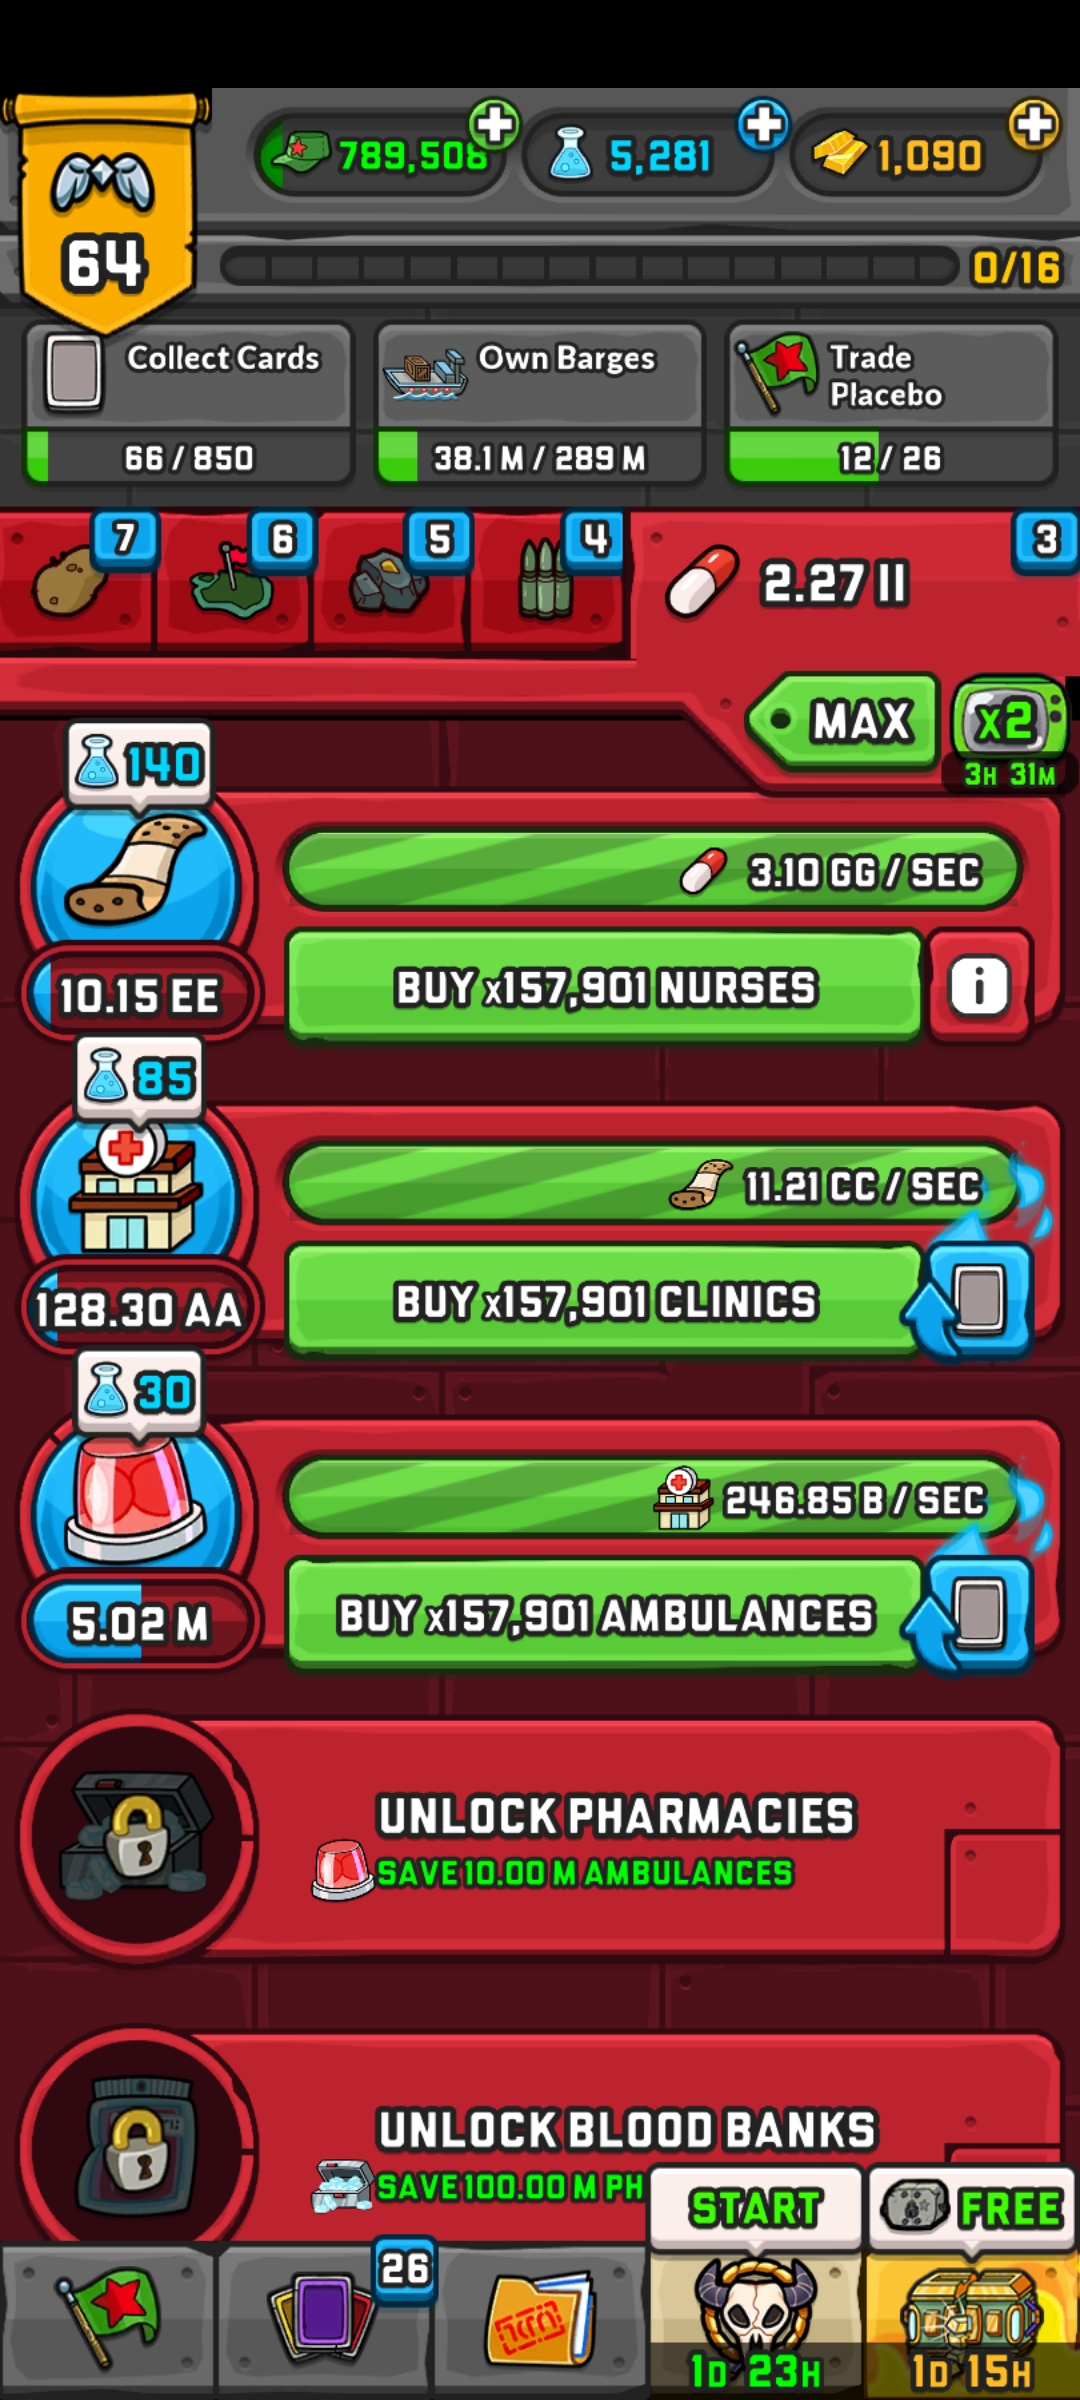 64
789,508
5,281
1,090
0/16
Collect Cards
66 / 850
Own Barges
38.1 M / 289 M
Trade
Placebo
12 / 26
7
6
5
4
3
2.27 II
MAX
x2
3H 31M
140
3.10 GG / SEC
10.15 EE
BUY x157,901 NURSES
i
85
11.21 CC / SEC
128.30 AA
BUY x157,901 CLINICS
30
246.85 B / SEC
5.02 M
BUY x157,901 AMBULANCES
UNLOCK PHARMACIES
SAVE 10.00 M AMBULANCES
UNLOCK BLOOD BANKS
SAVE 100.00 M PH
START
FREE
26
1D 23H
1D 15H